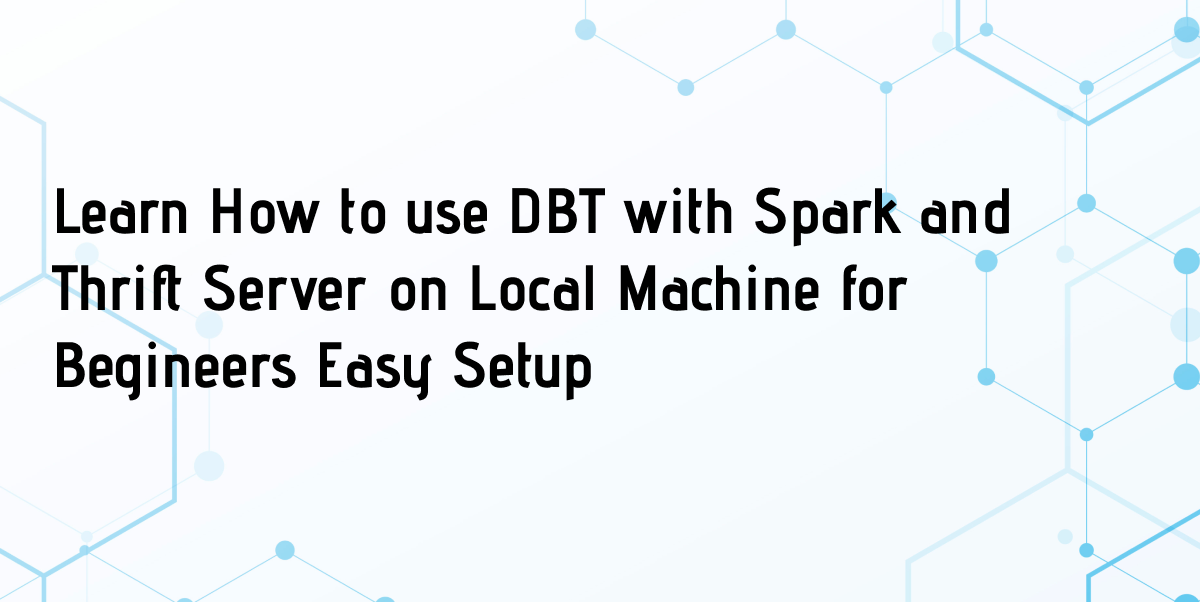 Learn How to use DBT with Spark and
Thrift Server on Local Machine for
Begineers Easy Setup